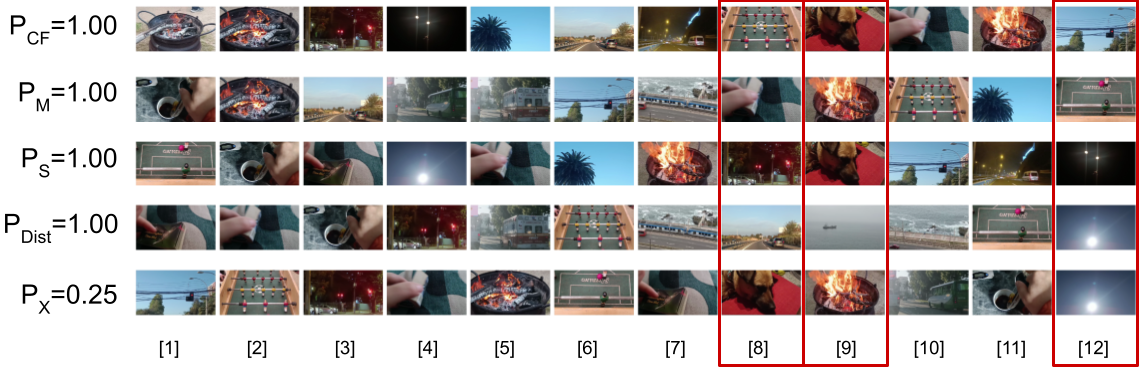 P_CF=1.00
P_M=1.00
P_S=1.00
P_Dist=1.00
P_X=0.25
[1] [2] [3] [4] [5] [6] [7] [8] [9] [10] [11] [12]